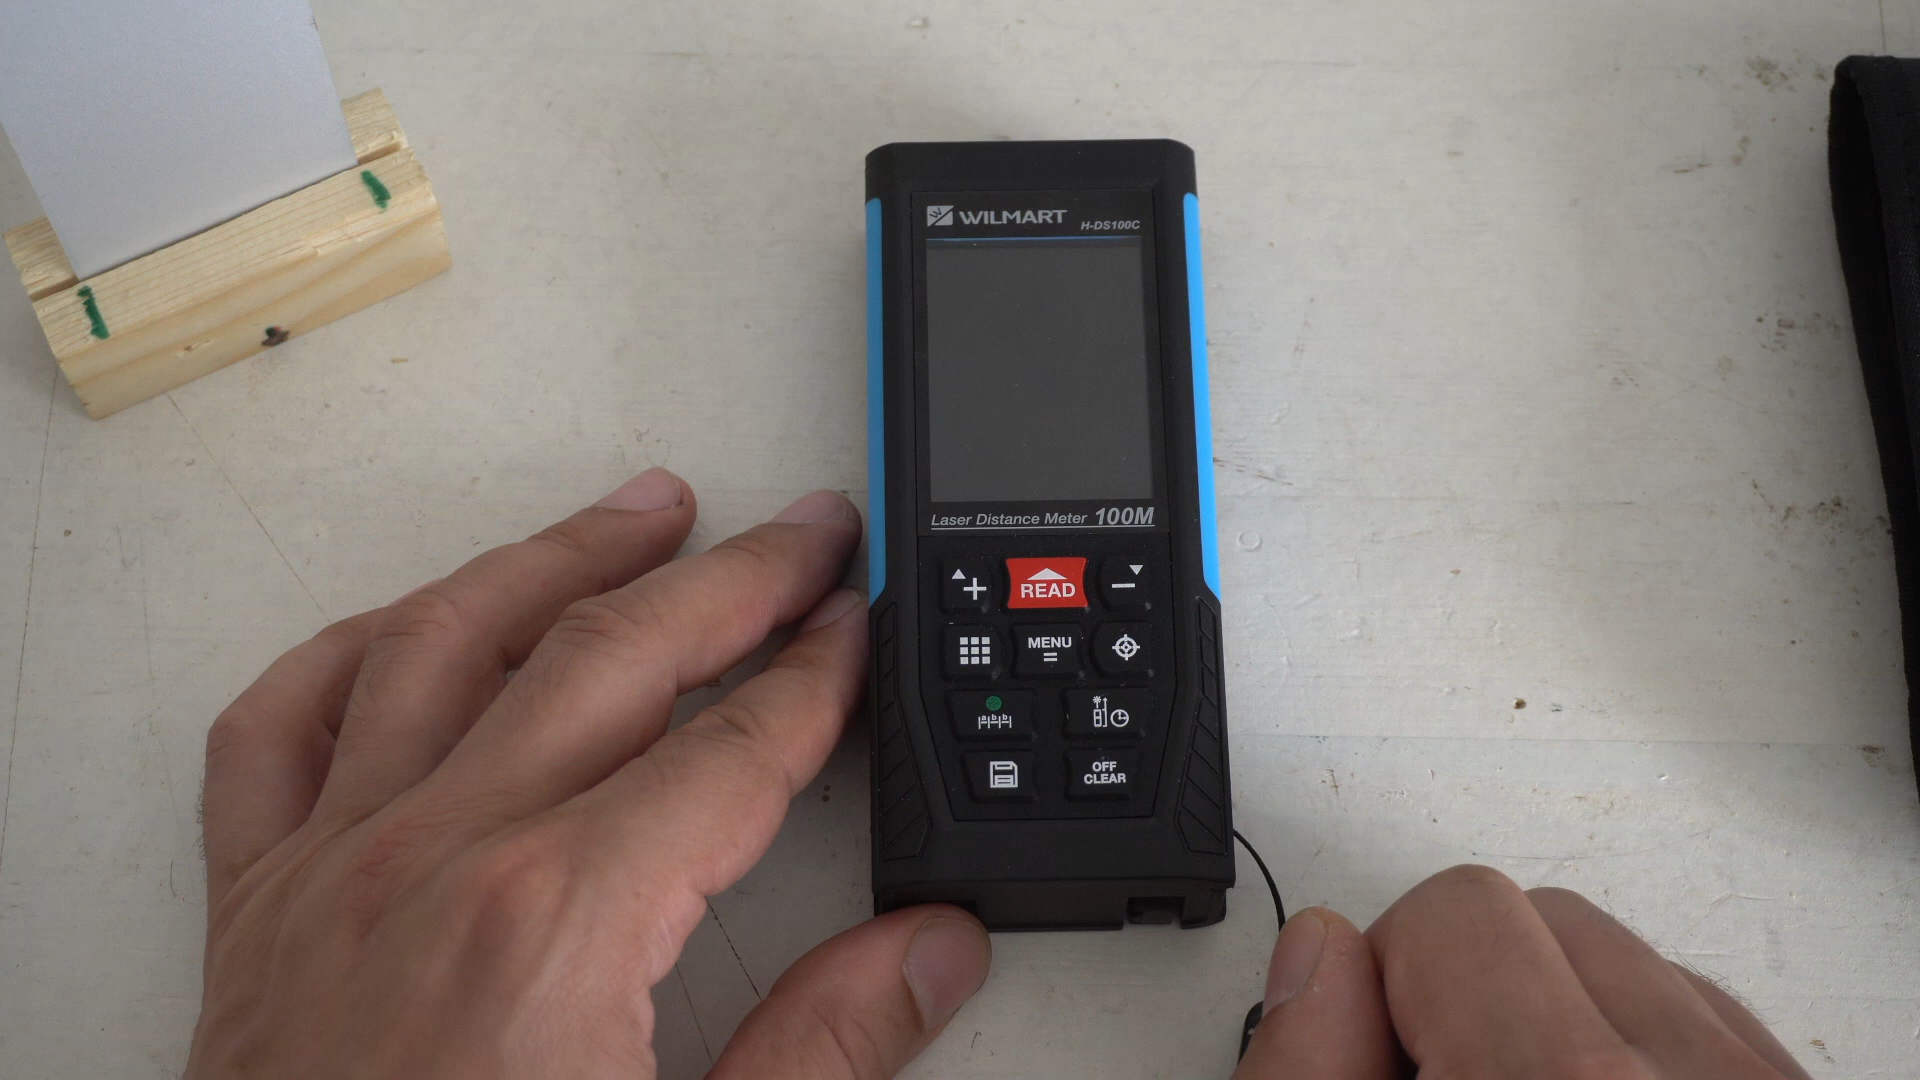 WILMART
H-DS100C
Laser Distance Meter 100M
+ READ −
MENU
=
a b b
OFF
CLEAR